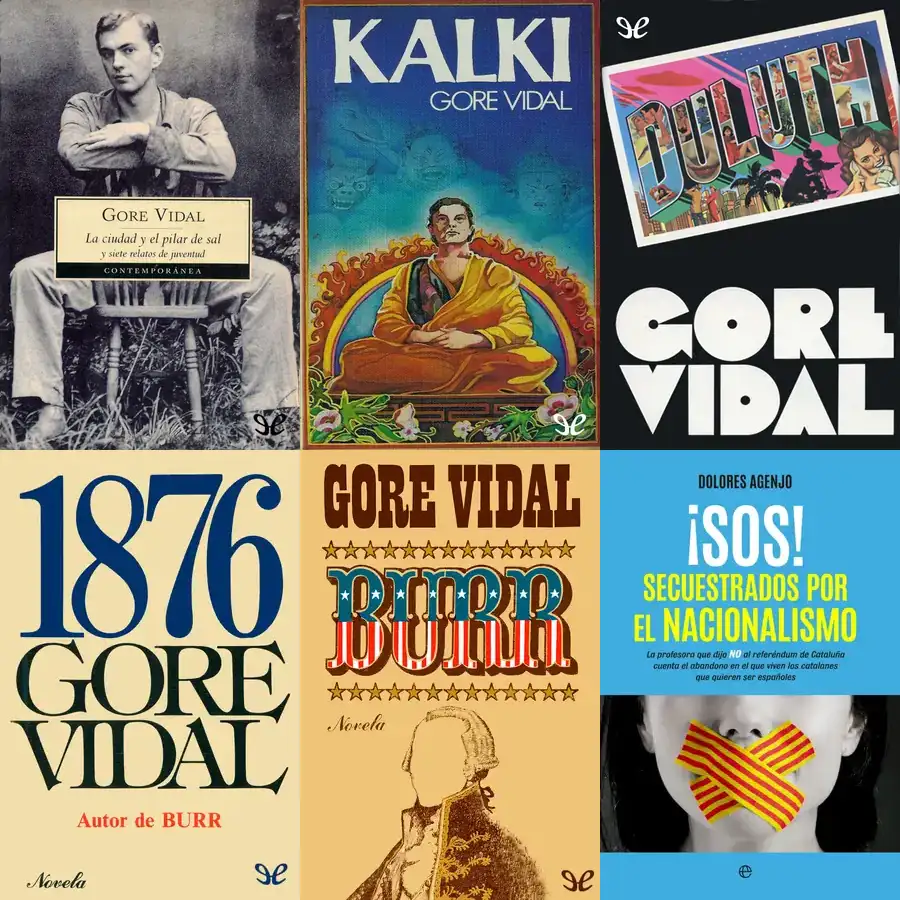 GORE VIDAL
La ciudad y el pilar de sal
y siete relatos de juventud
CONTEMPORÁNEA
KALKI
GORE VIDAL
DULUTH
GORE
VIDAL
1876
GORE
VIDAL
Autor de BURR
Novela
GORE VIDAL
BURR
Novela
DOLORES AGENJO
¡SOS!
SECUESTRADOS POR
EL NACIONALISMO
La profesora que dijo NO al referéndum de Cataluña
cuenta el abandono en el que viven los catalanes
que quieren ser españoles